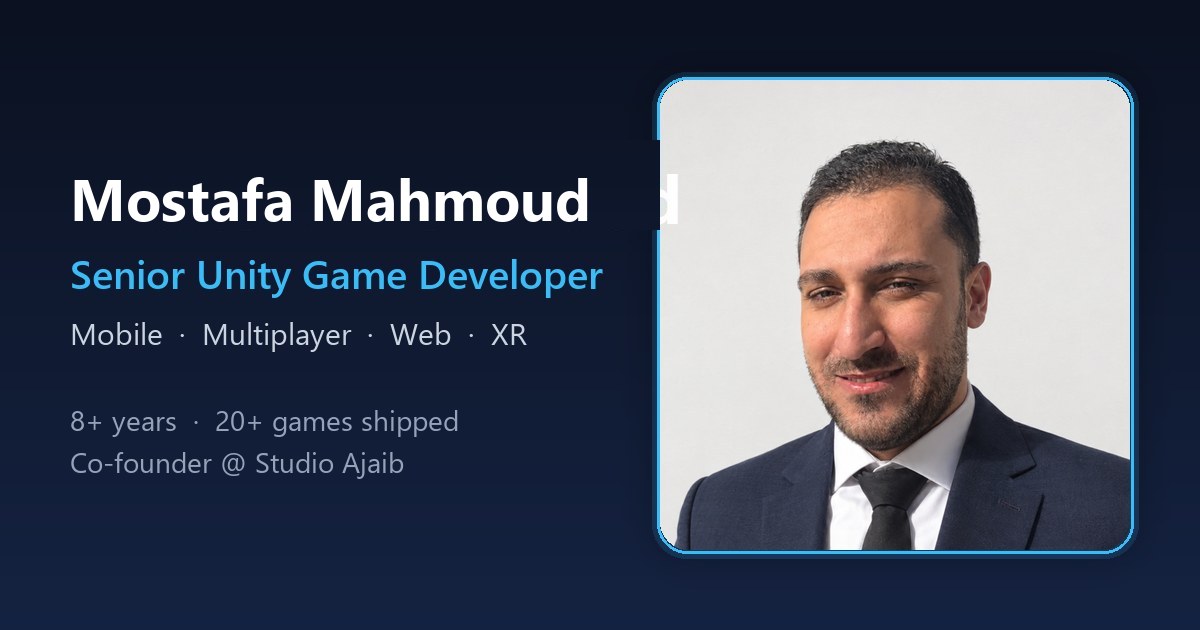 Mostafa Mahmoud d
Senior Unity Game Developer
Mobile · Multiplayer · Web · XR
8+ years · 20+ games shipped
Co-founder @ Studio Ajaib